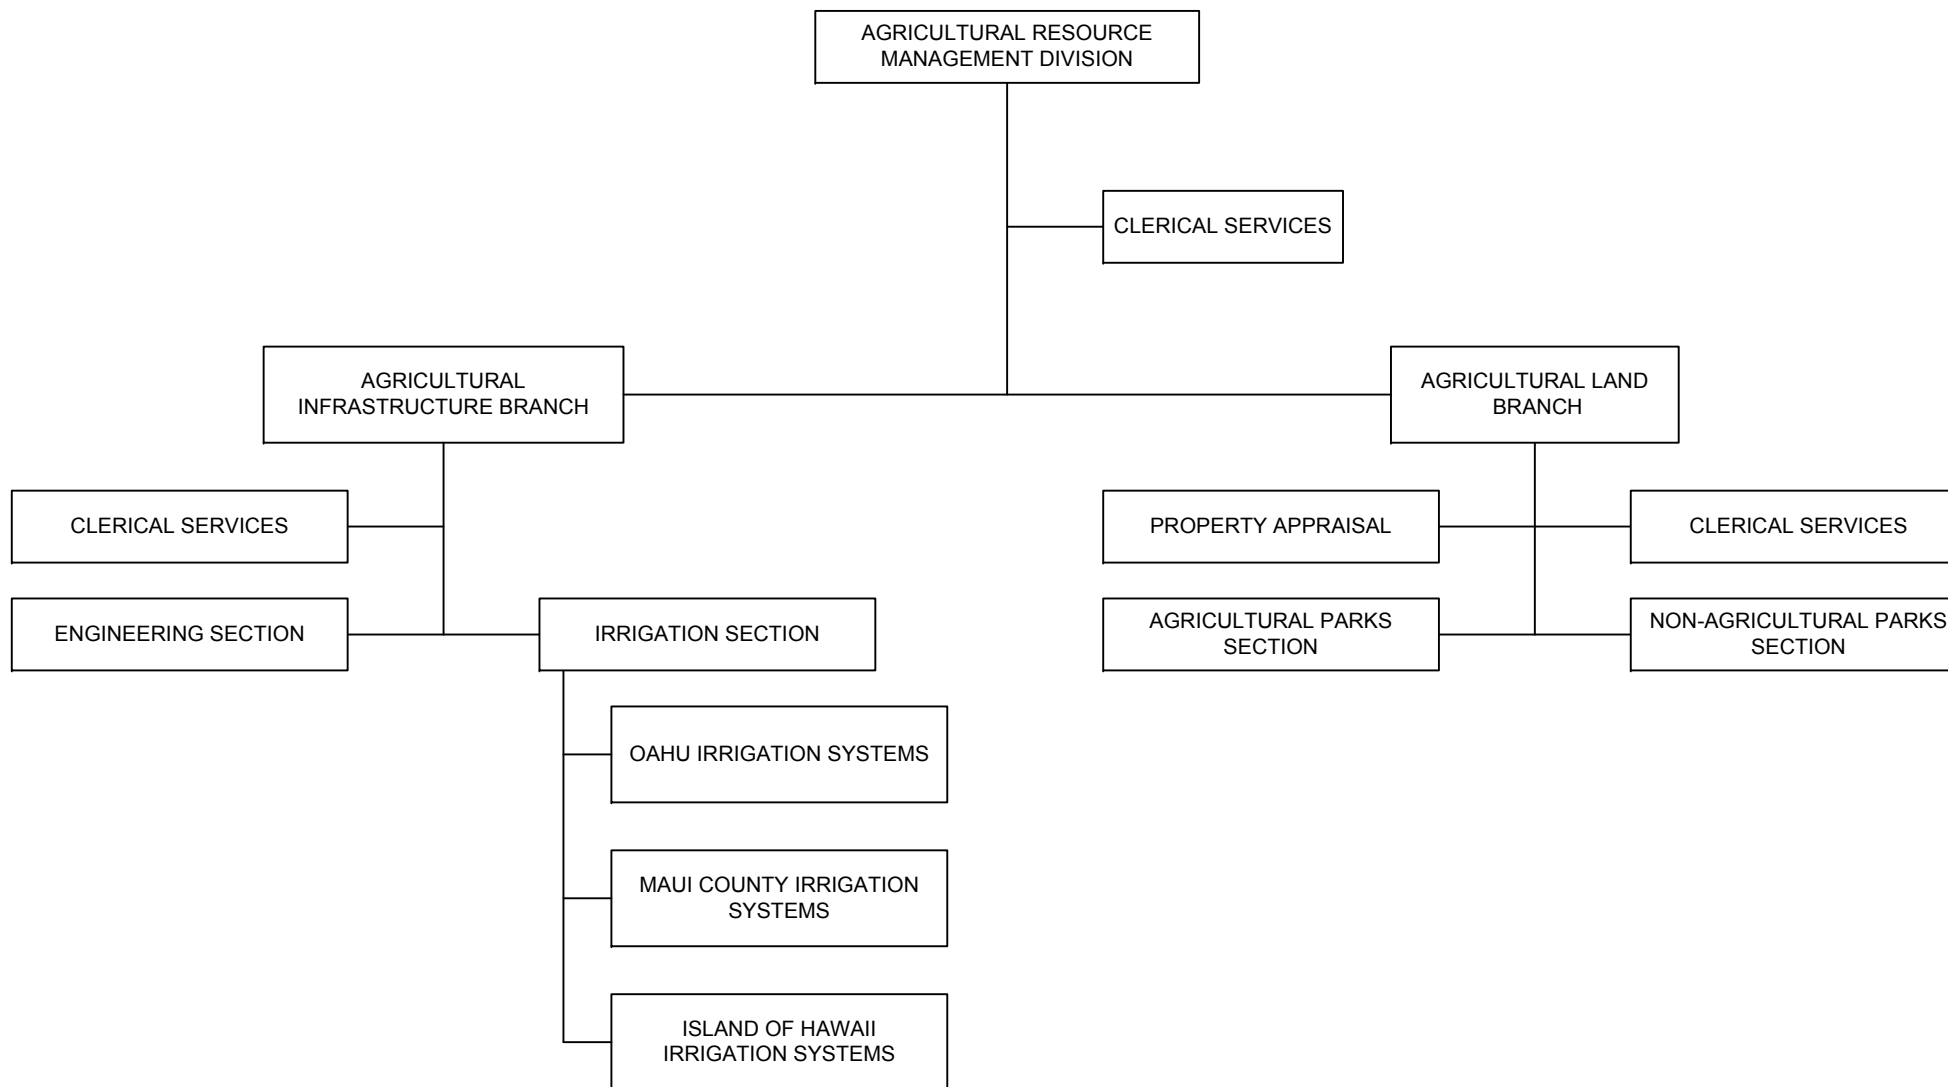 AGRICULTURAL RESOURCE
MANAGEMENT DIVISION
CLERICAL SERVICES
AGRICULTURAL
INFRASTRUCTURE BRANCH
AGRICULTURAL LAND
BRANCH
CLERICAL SERVICES
PROPERTY APPRAISAL
CLERICAL SERVICES
ENGINEERING SECTION
IRRIGATION SECTION
AGRICULTURAL PARKS
SECTION
NON-AGRICULTURAL PARKS
SECTION
OAHU IRRIGATION SYSTEMS
MAUI COUNTY IRRIGATION
SYSTEMS
ISLAND OF HAWAII
IRRIGATION SYSTEMS